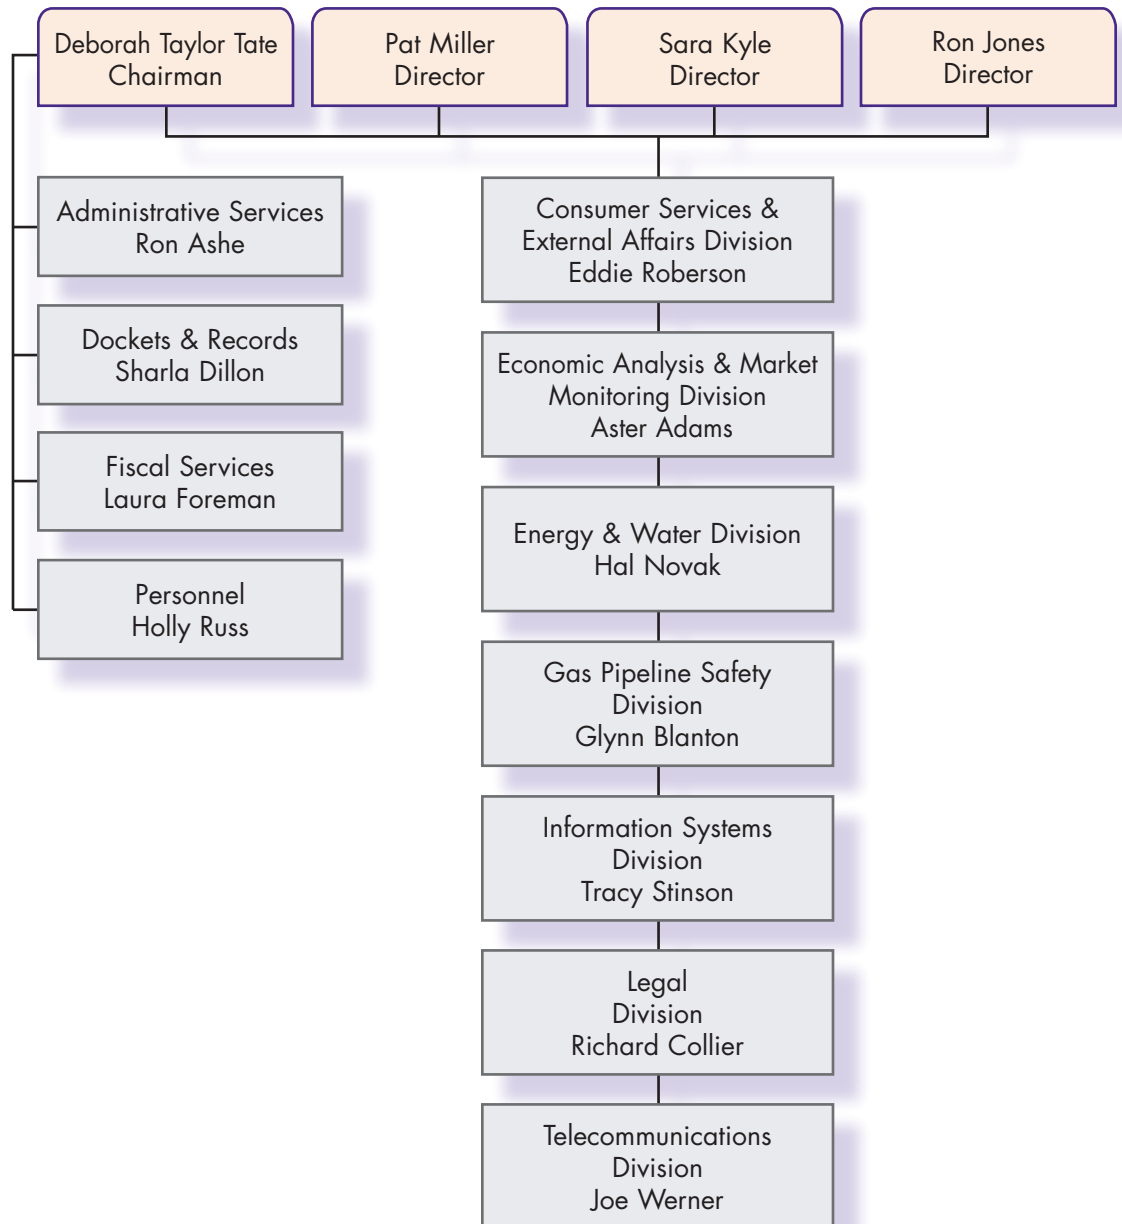 Deborah Taylor Tate
Chairman
Pat Miller
Director
Sara Kyle
Director
Ron Jones
Director
Administrative Services
Ron Ashe
Dockets & Records
Sharla Dillon
Fiscal Services
Laura Foreman
Personnel
Holly Russ
Consumer Services &
External Affairs Division
Eddie Roberson
Economic Analysis & Market
Monitoring Division
Aster Adams
Energy & Water Division
Hal Novak
Gas Pipeline Safety
Division
Glynn Blanton
Information Systems
Division
Tracy Stinson
Legal
Division
Richard Collier
Telecommunications
Division
Joe Werner